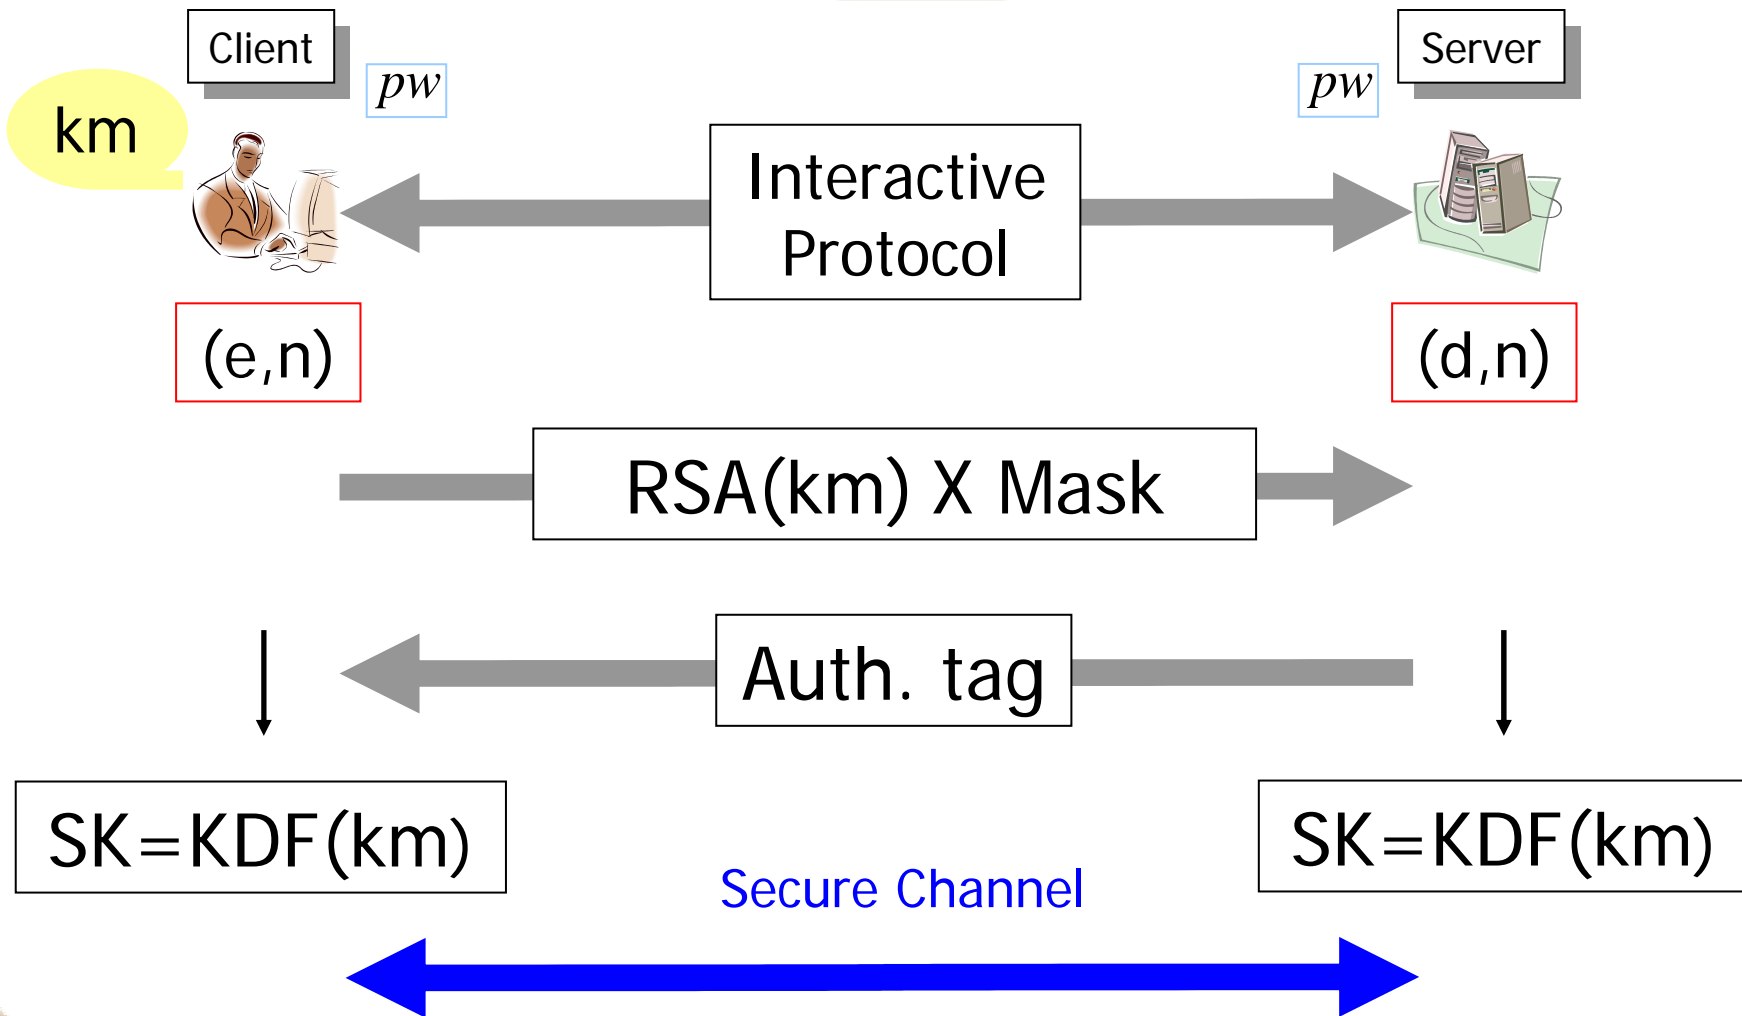 Client
Server
pw
pw
km
Interactive
Protocol
(e,n)
(d,n)
RSA(km) X Mask
Auth. tag
SK=KDF(km)
SK=KDF(km)
Secure Channel